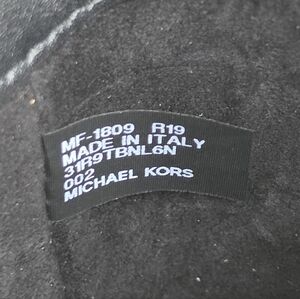 MF-1809 R19
MADE IN ITALY
31R9TBNL6N
002
MICHAEL KORS